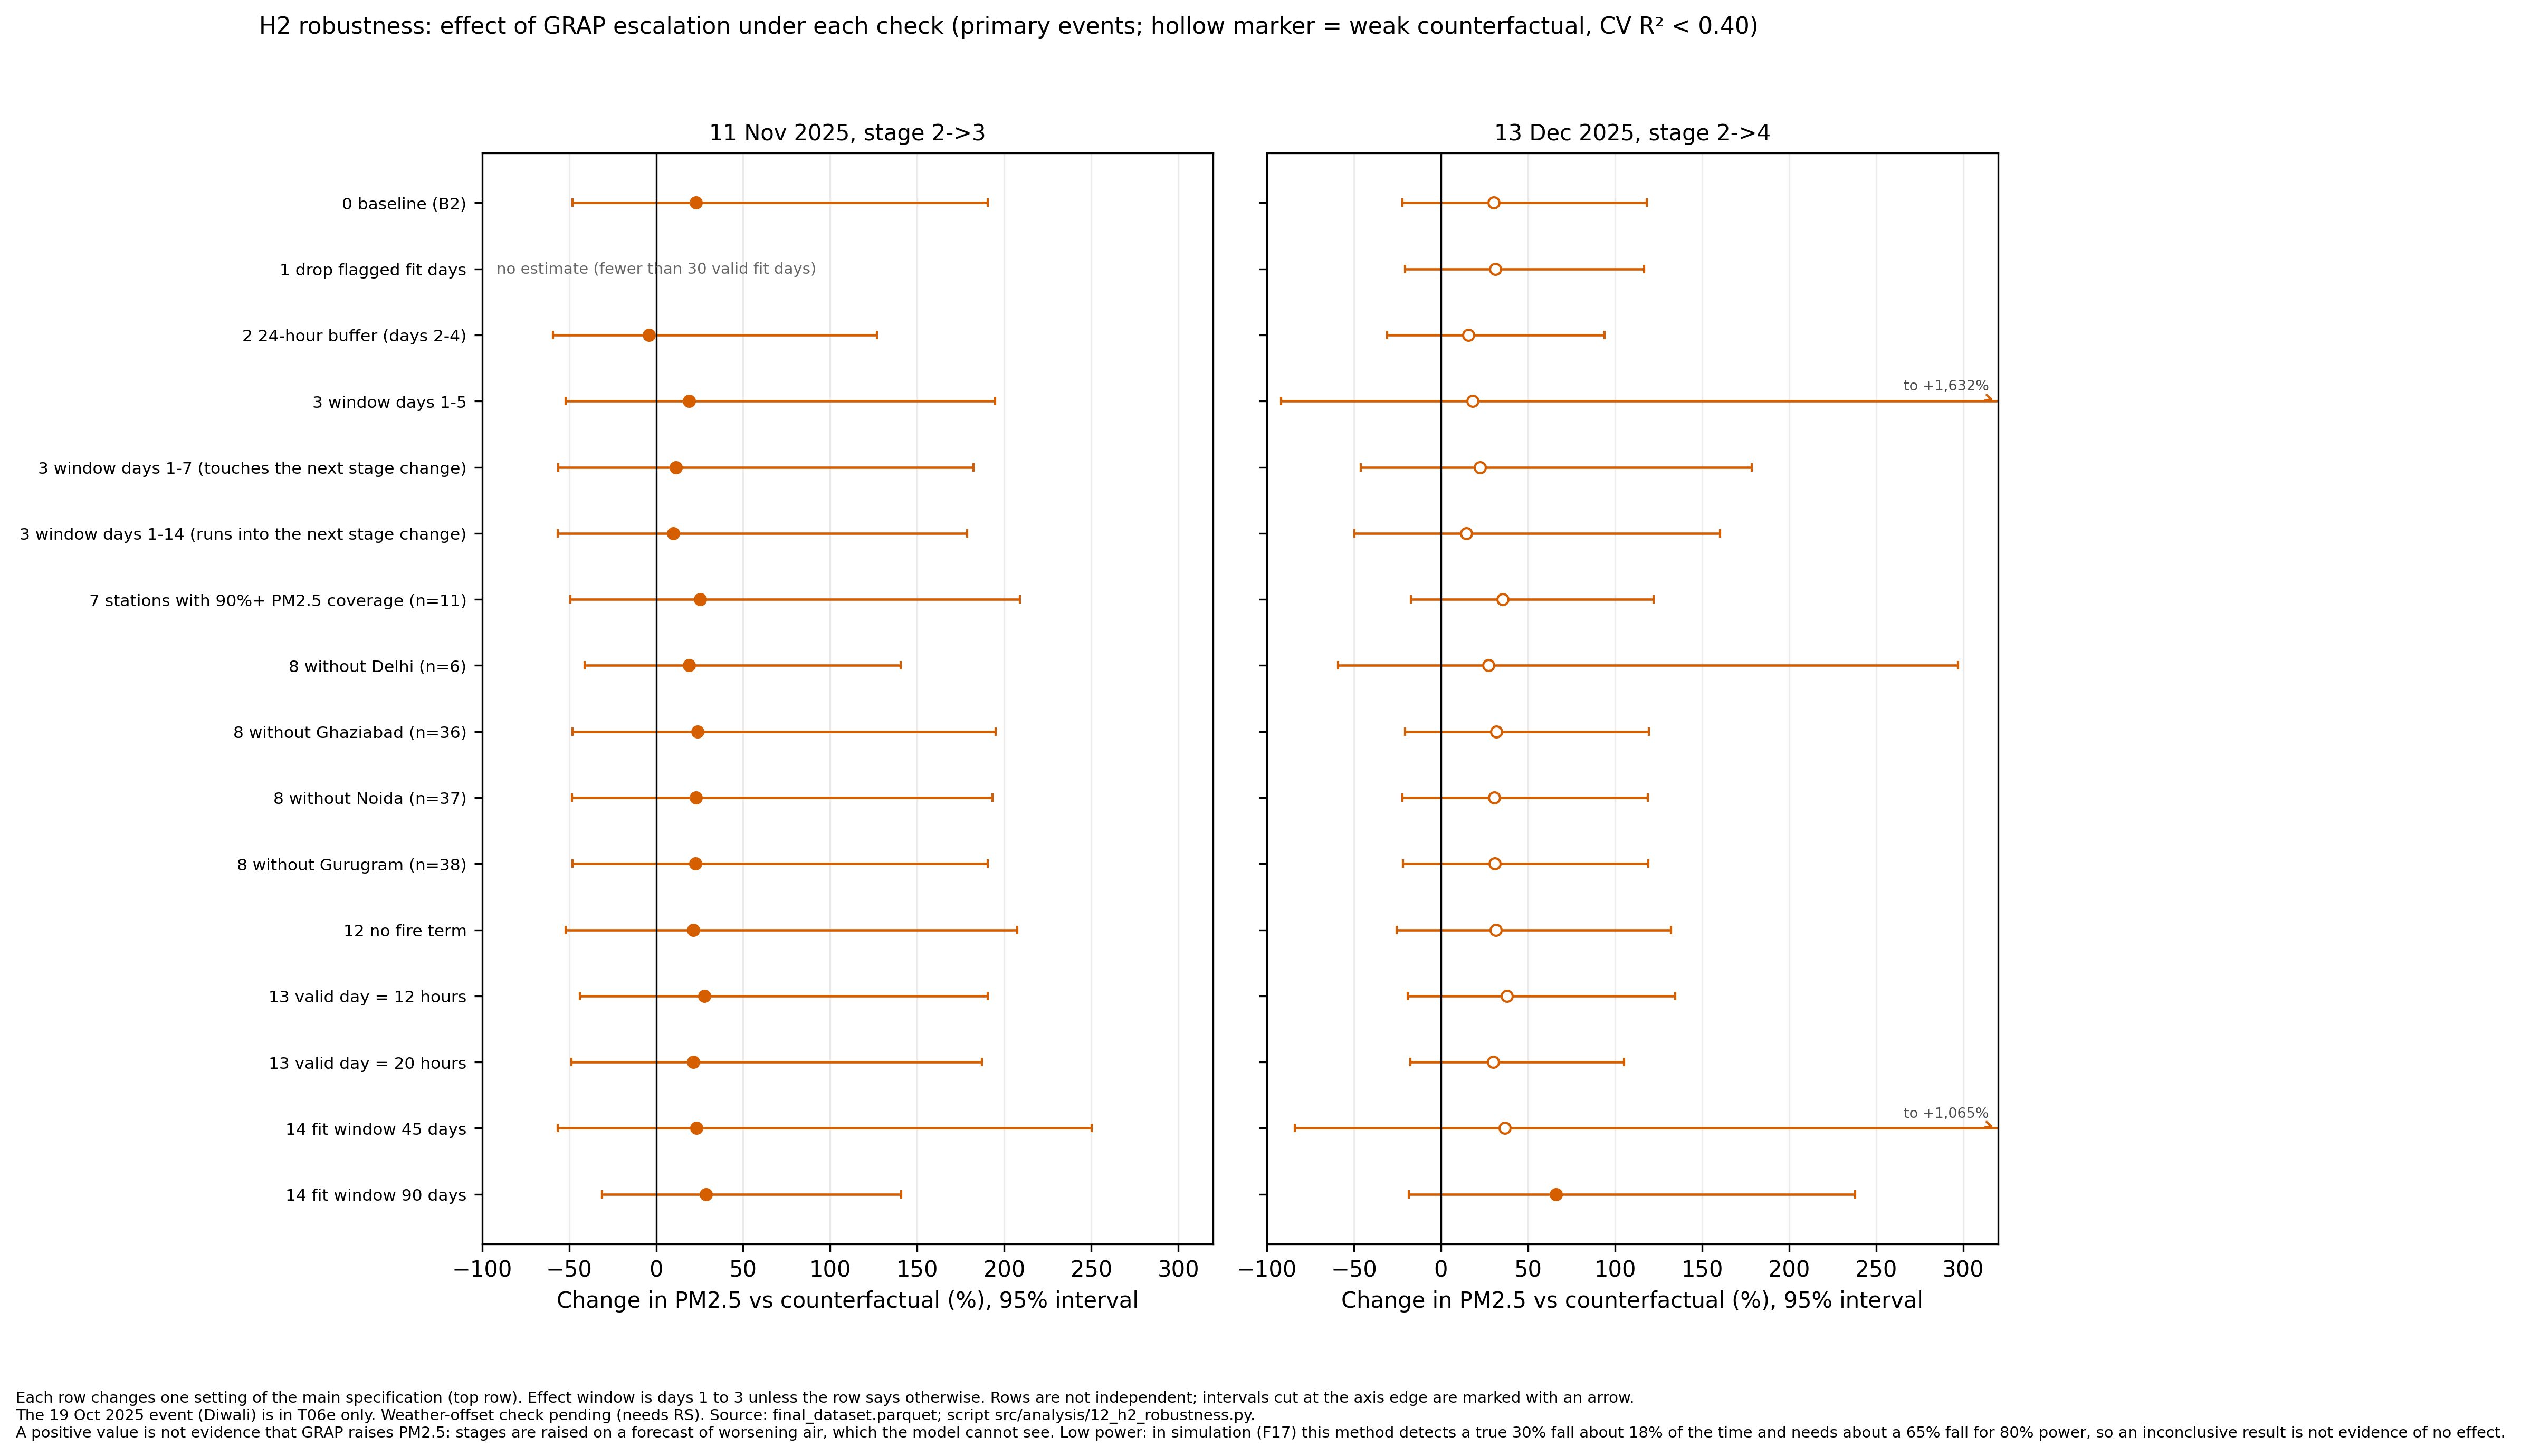 H2 robustness: effect of GRAP escalation under each check (primary events; hollow marker = weak counterfactual, CV R² < 0.40)
11 Nov 2025, stage 2->3
13 Dec 2025, stage 2->4
0 baseline (B2)
1 drop flagged fit days
no estimate (fewer than 30 valid fit days)
2 24-hour buffer (days 2-4)
3 window days 1-5
to +1,632%
3 window days 1-7 (touches the next stage change)
3 window days 1-14 (runs into the next stage change)
7 stations with 90%+ PM2.5 coverage (n=11)
8 without Delhi (n=6)
8 without Ghaziabad (n=36)
8 without Noida (n=37)
8 without Gurugram (n=38)
12 no fire term
13 valid day = 12 hours
13 valid day = 20 hours
14 fit window 45 days
to +1,065%
14 fit window 90 days
−100 −50 0 50 100 150 200 250 300
−100 −50 0 50 100 150 200 250 300
Change in PM2.5 vs counterfactual (%), 95% interval
Change in PM2.5 vs counterfactual (%), 95% interval
Each row changes one setting of the main specification (top row). Effect window is days 1 to 3 unless the row says otherwise. Rows are not independent; intervals cut at the axis edge are marked with an arrow.
The 19 Oct 2025 event (Diwali) is in T06e only. Weather-offset check pending (needs RS). Source: final_dataset.parquet; script src/analysis/12_h2_robustness.py.
A positive value is not evidence that GRAP raises PM2.5: stages are raised on a forecast of worsening air, which the model cannot see. Low power: in simulation (F17) this method detects a true 30% fall about 18% of the time and needs about a 65% fall for 80% power, so an inconclusive result is not evidence of no effect.